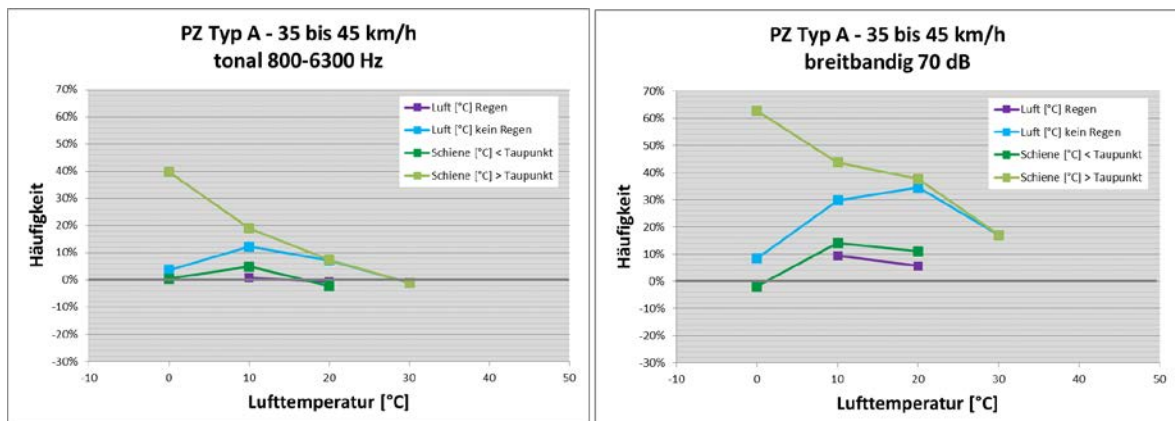 PZ Typ A - 35 bis 45 km/h
tonal 800-6300 Hz
70%
60%
50%
40%
30%
20%
10%
0%
-10%
-20%
-30%
Häufigkeit
Luft [°C] Regen
Luft [°C] kein Regen
Schiene [°C] < Taupunkt
Schiene [°C] > Taupunkt
-10 0 10 20 30 40 50
Lufttemperatur [°C]
PZ Typ A - 35 bis 45 km/h
breitbandig 70 dB
70%
60%
50%
40%
30%
20%
10%
0%
-10%
-20%
-30%
Häufigkeit
Luft [°C] Regen
Luft [°C] kein Regen
Schiene [°C] < Taupunkt
Schiene [°C] > Taupunkt
-10 0 10 20 30 40 50
Lufttemperatur [°C]